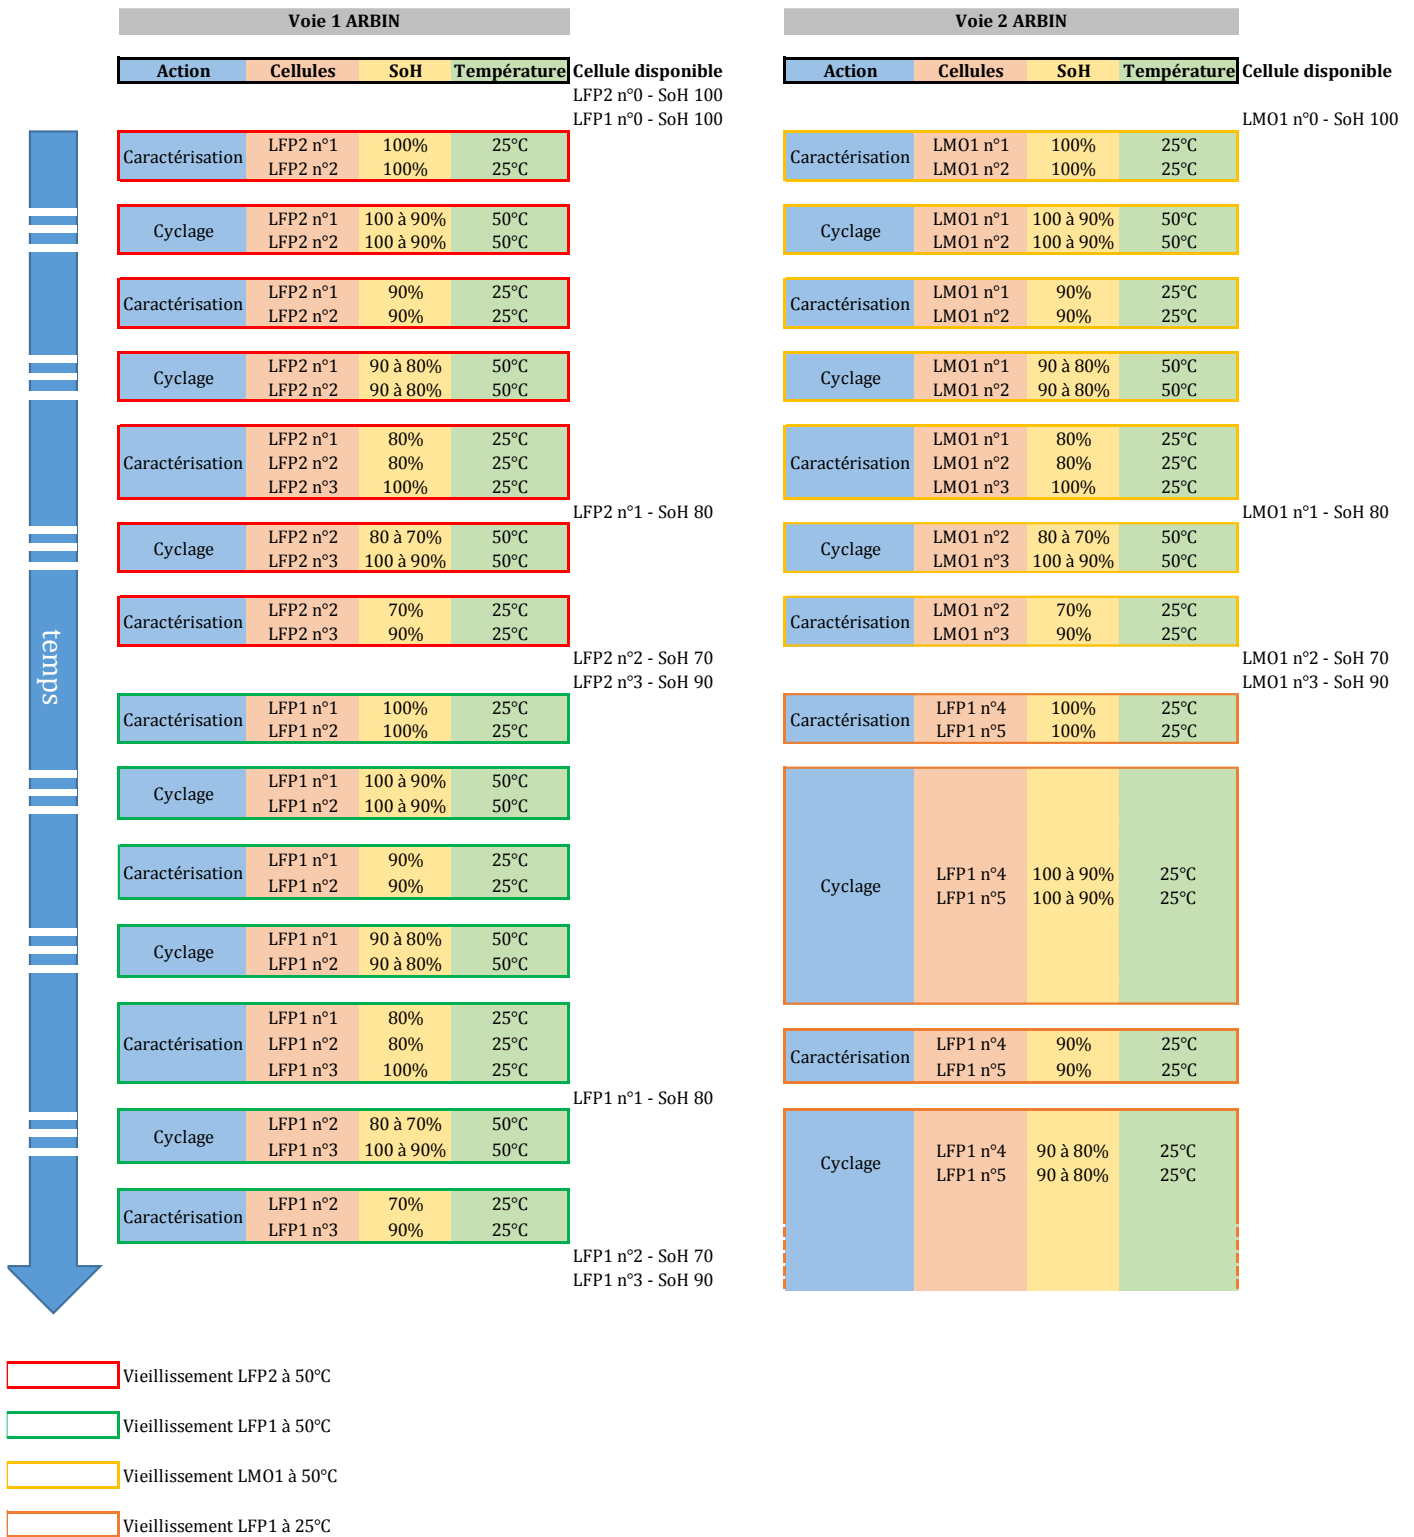 Voie 1 ARBIN
Voie 2 ARBIN
Action Cellules SoH Température Cellule disponible
Action Cellules SoH Température Cellule disponible
LFP2 n°0 - SoH 100
LFP1 n°0 - SoH 100
LMO1 n°0 - SoH 100
Caractérisation
LFP2 n°1 100% 25°C
LFP2 n°2 100% 25°C
Caractérisation
LMO1 n°1 100% 25°C
LMO1 n°2 100% 25°C
Cyclage
LFP2 n°1 100 à 90% 50°C
LFP2 n°2 100 à 90% 50°C
Cyclage
LMO1 n°1 100 à 90% 50°C
LMO1 n°2 100 à 90% 50°C
Caractérisation
LFP2 n°1 90% 25°C
LFP2 n°2 90% 25°C
Caractérisation
LMO1 n°1 90% 25°C
LMO1 n°2 90% 25°C
Cyclage
LFP2 n°1 90 à 80% 50°C
LFP2 n°2 90 à 80% 50°C
Cyclage
LMO1 n°1 90 à 80% 50°C
LMO1 n°2 90 à 80% 50°C
Caractérisation
LFP2 n°1 80% 25°C
LFP2 n°2 80% 25°C
LFP2 n°3 100% 25°C
Caractérisation
LMO1 n°1 80% 25°C
LMO1 n°2 80% 25°C
LMO1 n°3 100% 25°C
LFP2 n°1 - SoH 80
LMO1 n°1 - SoH 80
Cyclage
LFP2 n°2 80 à 70% 50°C
LFP2 n°3 100 à 90% 50°C
Cyclage
LMO1 n°2 80 à 70% 50°C
LMO1 n°3 100 à 90% 50°C
Caractérisation
LFP2 n°2 70% 25°C
LFP2 n°3 90% 25°C
Caractérisation
LMO1 n°2 70% 25°C
LMO1 n°3 90% 25°C
LFP2 n°2 - SoH 70
LFP2 n°3 - SoH 90
LMO1 n°2 - SoH 70
LMO1 n°3 - SoH 90
temps
Caractérisation
LFP1 n°1 100% 25°C
LFP1 n°2 100% 25°C
Caractérisation
LFP1 n°4 100% 25°C
LFP1 n°5 100% 25°C
Cyclage
LFP1 n°1 100 à 90% 50°C
LFP1 n°2 100 à 90% 50°C
Caractérisation
LFP1 n°1 90% 25°C
LFP1 n°2 90% 25°C
Cyclage
LFP1 n°4 100 à 90% 25°C
LFP1 n°5 100 à 90% 25°C
Cyclage
LFP1 n°1 90 à 80% 50°C
LFP1 n°2 90 à 80% 50°C
Caractérisation
LFP1 n°1 80% 25°C
LFP1 n°2 80% 25°C
LFP1 n°3 100% 25°C
Caractérisation
LFP1 n°4 90% 25°C
LFP1 n°5 90% 25°C
LFP1 n°1 - SoH 80
Cyclage
LFP1 n°2 80 à 70% 50°C
LFP1 n°3 100 à 90% 50°C
Cyclage
LFP1 n°4 90 à 80% 25°C
LFP1 n°5 90 à 80% 25°C
Caractérisation
LFP1 n°2 70% 25°C
LFP1 n°3 90% 25°C
LFP1 n°2 - SoH 70
LFP1 n°3 - SoH 90
Vieillissement LFP2 à 50°C
Vieillissement LFP1 à 50°C
Vieillissement LMO1 à 50°C
Vieillissement LFP1 à 25°C